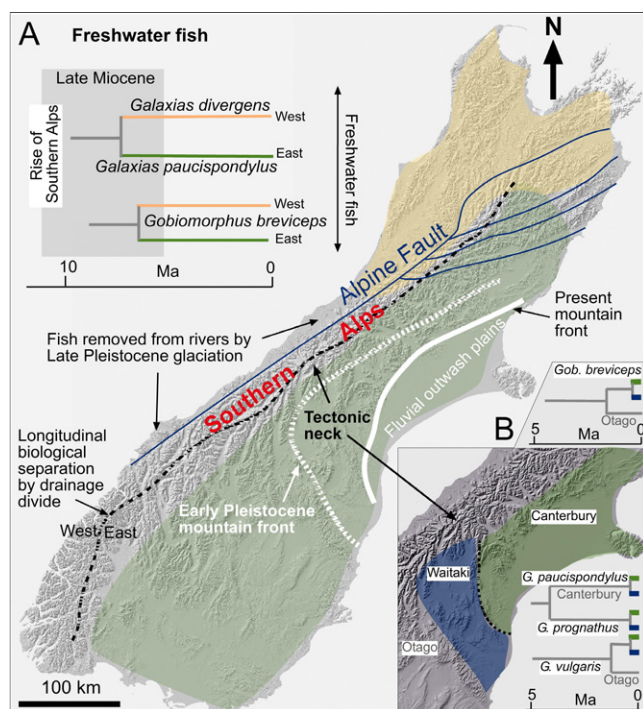 A
Freshwater fish
N
Late Miocene
Rise of
Southern Alps
Galaxias divergens
West
Galaxias paucispondylus
East
West
Gobiomorphus breviceps
East
Freshwater fish
10
Ma
0
Alpine Fault
Southern
Alps
Fish removed from rivers by
Late Pleistocene glaciation
Present
mountain
front
Fluvial outwash plains
Tectonic
neck
Longitudinal
biological
separation
by drainage
divide
Early Pleistocene
mountain front
West
East
100 km
Gob. breviceps
Otago
5
Ma
0
B
Canterbury
Waitaki
Otago
G. paucispondylus
Canterbury
G. prognathus
G. vulgaris
Otago
5
Ma
0